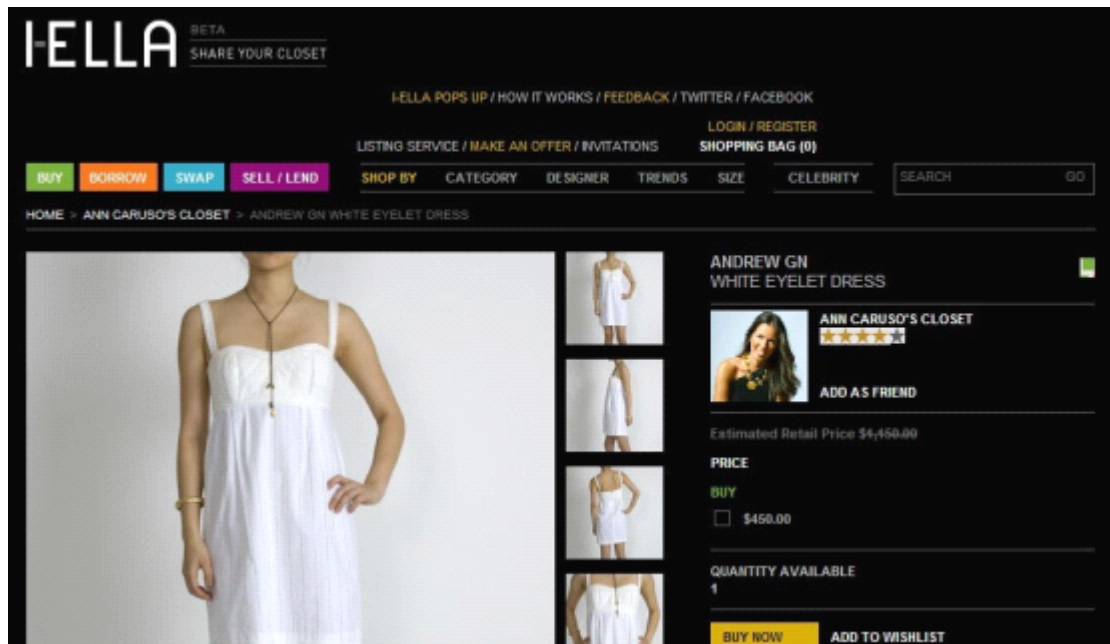 I-ELLA
BETA
SHARE YOUR CLOSET
I-ELLA POPS UP / HOW IT WORKS / FEEDBACK / TWITTER / FACEBOOK
LOGIN / REGISTER
LISTING SERVICE / MAKE AN OFFER / INVITATIONS
SHOPPING BAG (0)
BUY BORROW SWAP SELL / LEND SHOP BY CATEGORY DESIGNER TRENDS SIZE CELEBRITY SEARCH GO
HOME > ANN CARUSO'S CLOSET > ANDREW GN WHITE EYELET DRESS
ANDREW GN
WHITE EYELET DRESS
ANN CARUSO'S CLOSET
ADD AS FRIEND
Estimated Retail Price $4,450.00
PRICE
BUY
$450.00
QUANTITY AVAILABLE
1
BUY NOW ADD TO WISHLIST